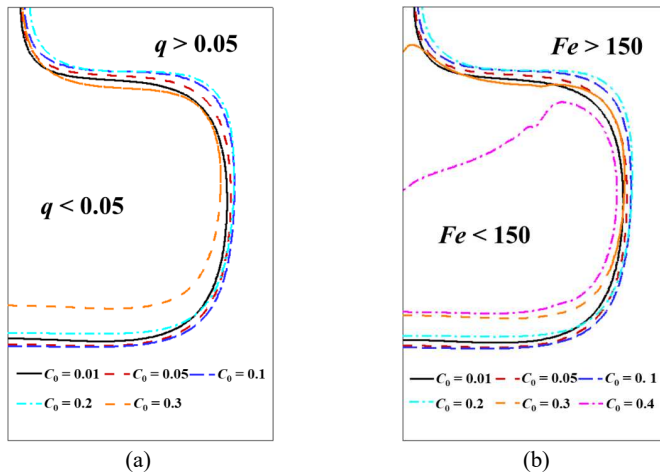 q > 0.05
q < 0.05
C₀ = 0.01 C₀ = 0.05 C₀ = 0.1
C₀ = 0.2 C₀ = 0.3
(a)
Fe > 150
Fe < 150
C₀ = 0.01 C₀ = 0.05 C₀ = 0. 1
C₀ = 0.2 C₀ = 0.3 C₀ = 0.4
(b)